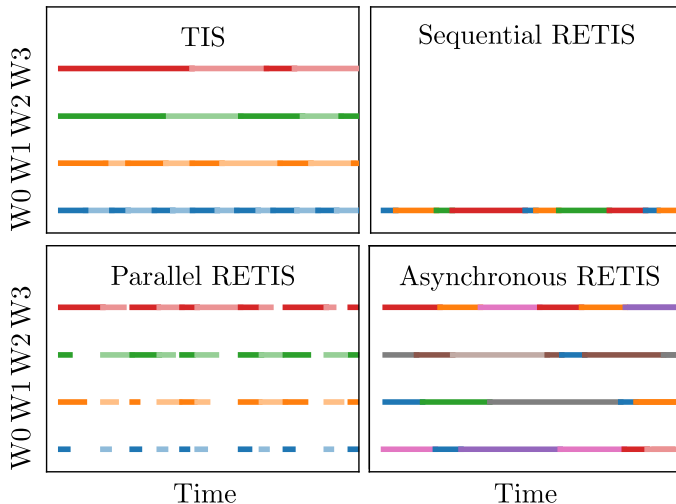 TIS
Sequential RETIS
W0 W1 W2 W3
Parallel RETIS
Asynchronous RETIS
W0 W1 W2 W3
Time
Time